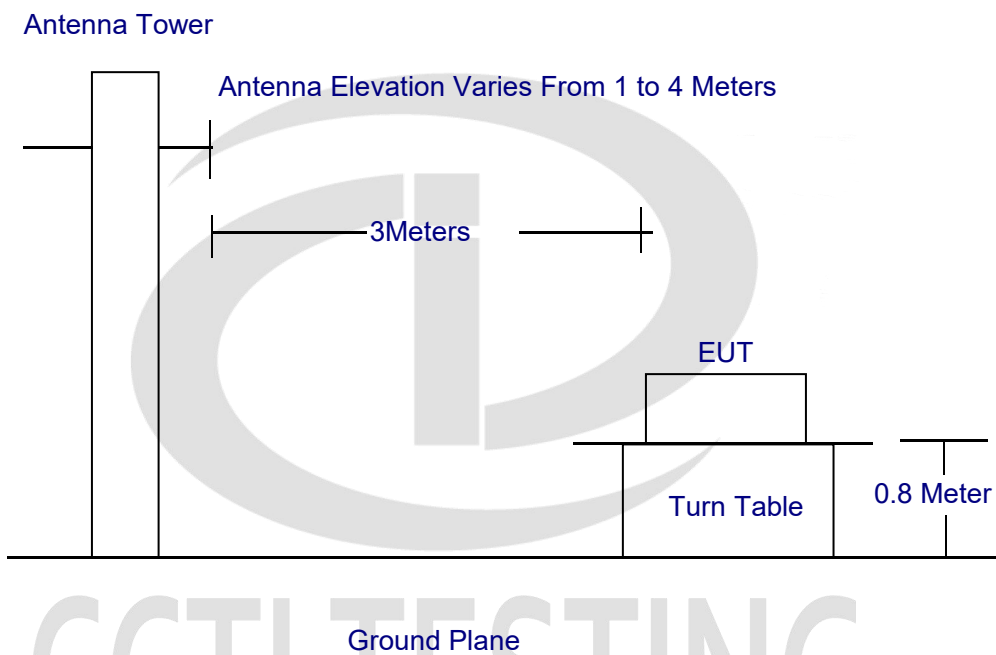 Antenna Tower
Antenna Elevation Varies From 1 to 4 Meters
3Meters
EUT
Turn Table
0.8 Meter
Ground Plane